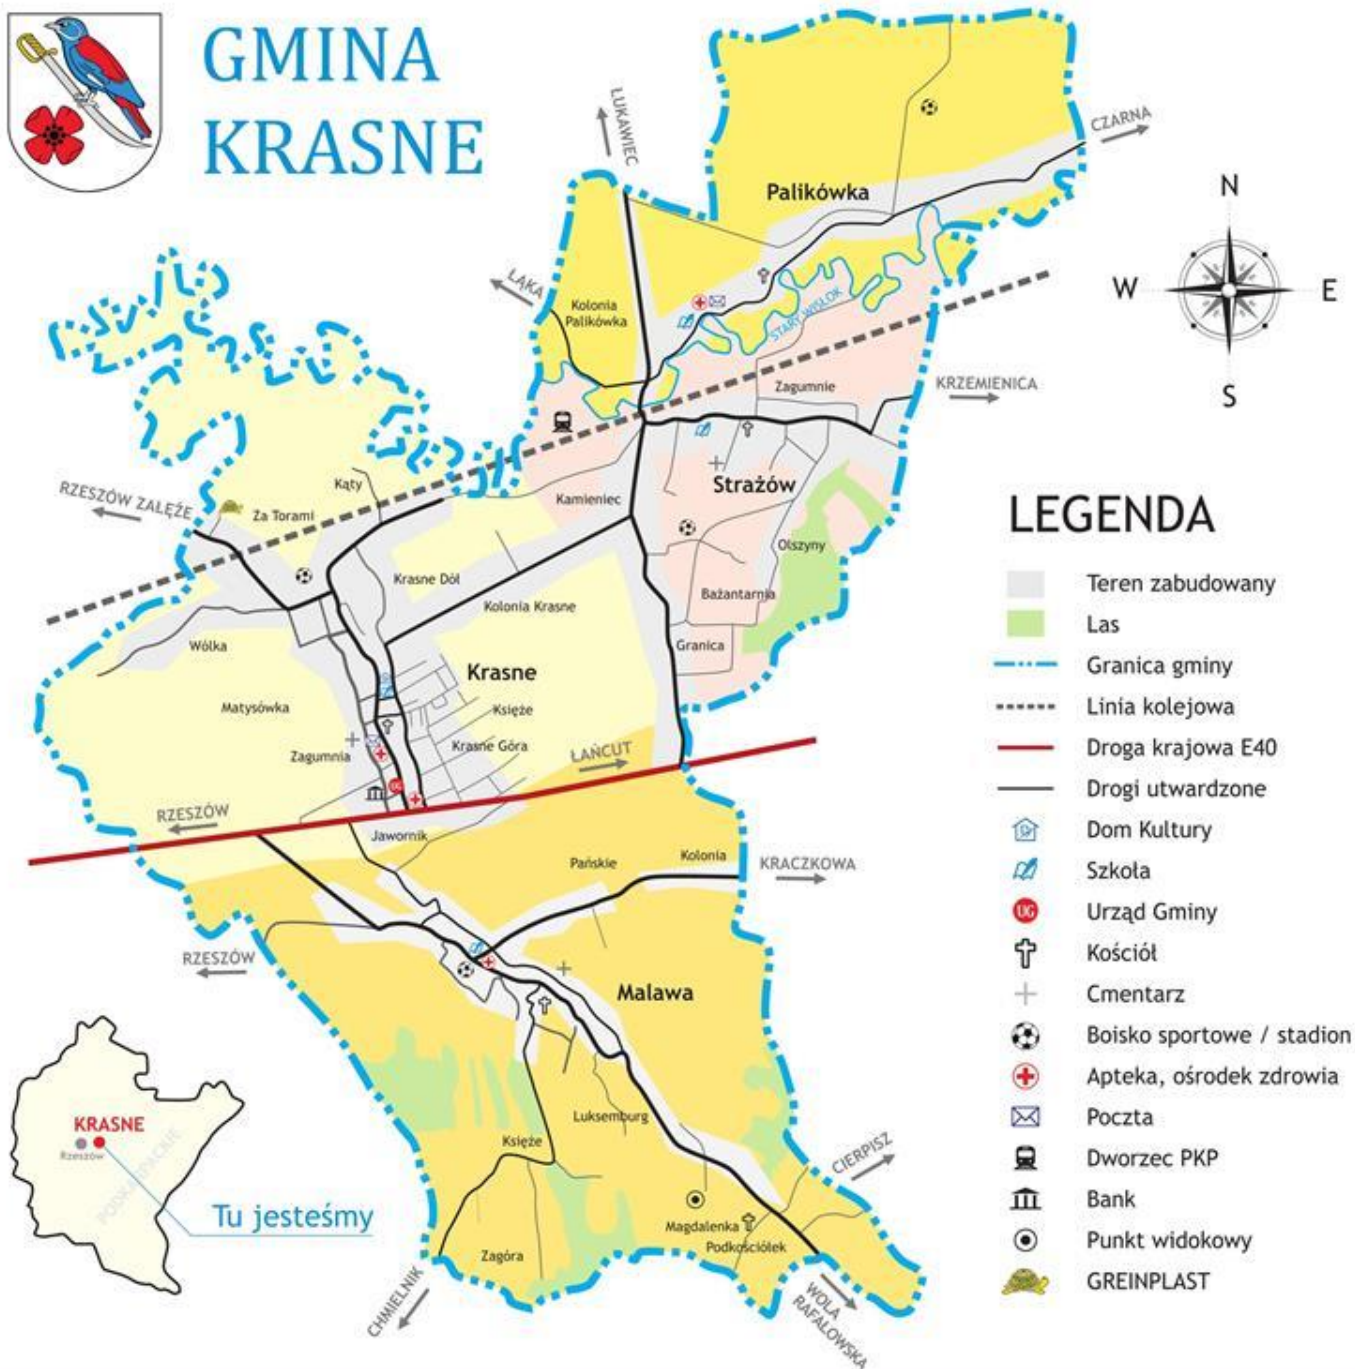 GMINA
KRASNE
ŁUKAWIEC
CZARNA
Palikówka
N
W
E
S
ŁĄKA
Kolonia
Palikówka
STARY WISŁOK
Zagumnie
KRZEMIENICA
RZESZÓW ZAŁĘŻE
Kąty
Za Torami
Kamieniec
Strażów
Olszyny
Krasne Dół
Kolonia Krasne
Bażantarnia
Granica
Wólka
Krasne
Matysówka
Księże
Zagumnia
Krasne Góra
ŁAŃCUT
UG
RZESZÓW
Jawornik
Pańskie
Kolonia
KRACZKOWA
RZESZÓW
Malawa
Luksemburg
Księże
CIERPISZ
Magdalenka
Podkościółek
Zagóra
CHMIELNIK
WOLA
RAFAŁOWSKA
LEGENDA
Teren zabudowany
Las
Granica gminy
Linia kolejowa
Droga krajowa E40
Drogi utwardzone
Dom Kultury
Szkoła
UG Urząd Gminy
Kościół
Cmentarz
Boisko sportowe / stadion
Apteka, ośrodek zdrowia
Poczta
Dworzec PKP
Bank
Punkt widokowy
GREINPLAST
KRASNE
Rzeszów
PODKARPACKIE
Tu jesteśmy